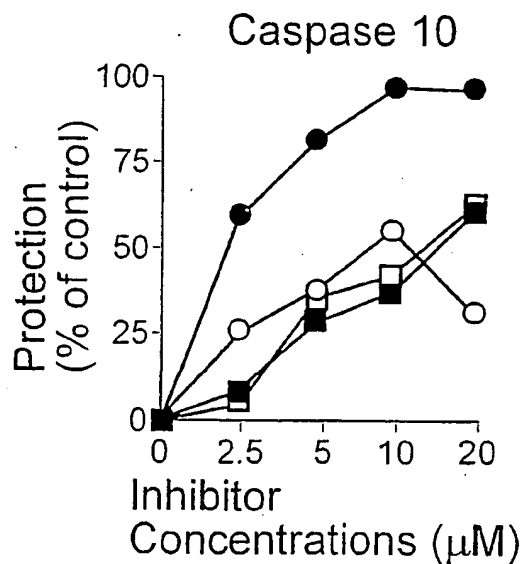 Caspase 10
Protection
(% of control)
100
75
50
25
0
0 2.5 5 10 20
Inhibitor
Concentrations (μM)